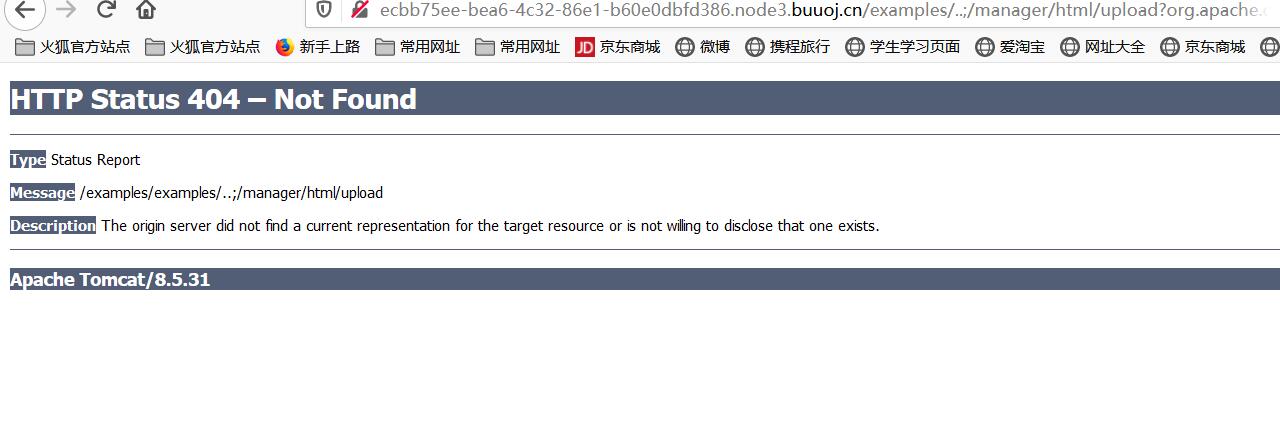 ecbb75ee-bea6-4c32-86e1-b60e0dbfd386.node3.buuoj.cn/examples/..;/manager/html/upload?org.apache.
火狐官方站点 火狐官方站点 新手上路 常用网址 常用网址 JD 京东商城 微博 携程旅行 学生学习页面 爱淘宝 网址大全 京东商城
HTTP Status 404 – Not Found
Type Status Report
Message /examples/examples/..;/manager/html/upload
Description The origin server did not find a current representation for the target resource or is not willing to disclose that one exists.
Apache Tomcat/8.5.31